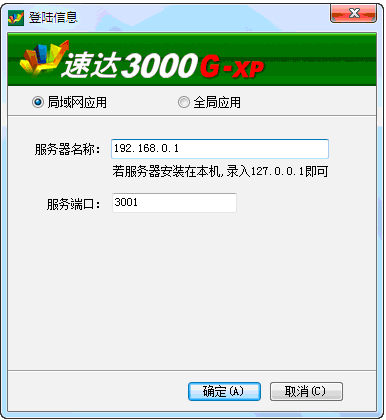 登陆信息
速达3000G-XP
局域网应用 全局应用
服务器名称: 192.168.0.1
若服务器安装在本机,录入127.0.0.1即可
服务端口: 3001
确定(A) 取消(C)